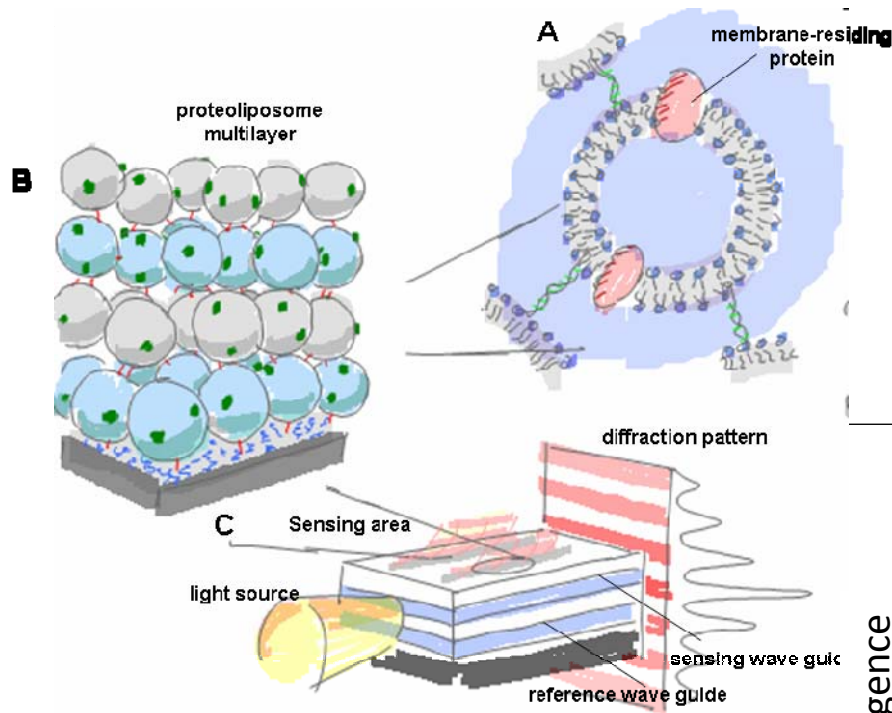 A
membrane-residing
protein
proteoliposome
multilayer
B
diffraction pattern
C
Sensing area
light source
sensing wave guid
reference wave guide
gence